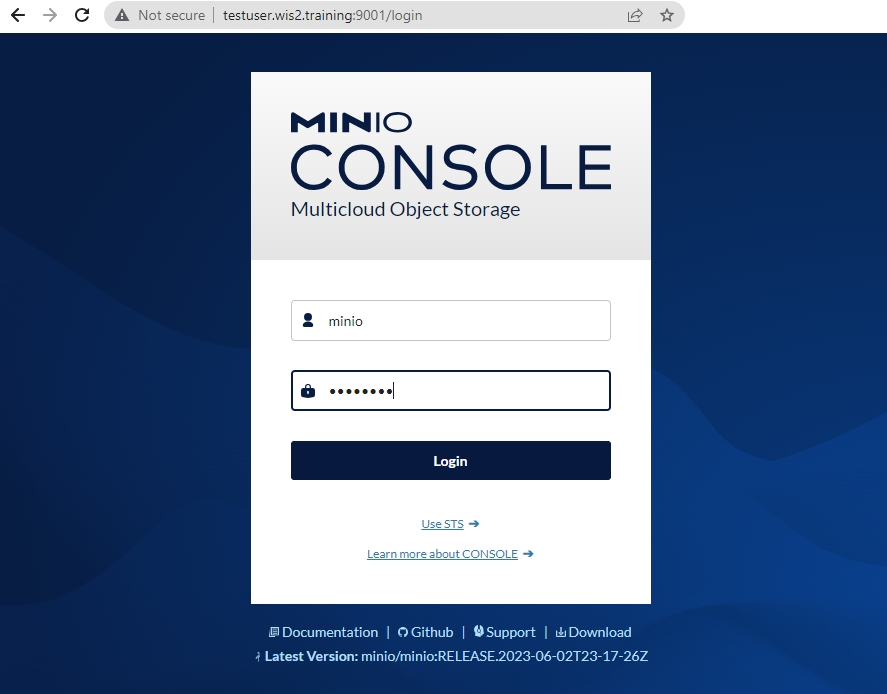 Not secure | testuser.wis2.training:9001/login
MINIO
CONSOLE
Multicloud Object Storage
minio
••••••••
Login
Use STS ➔
Learn more about CONSOLE ➔
Documentation | Github | Support | Download
Latest Version: minio/minio:RELEASE.2023-06-02T23-17-26Z